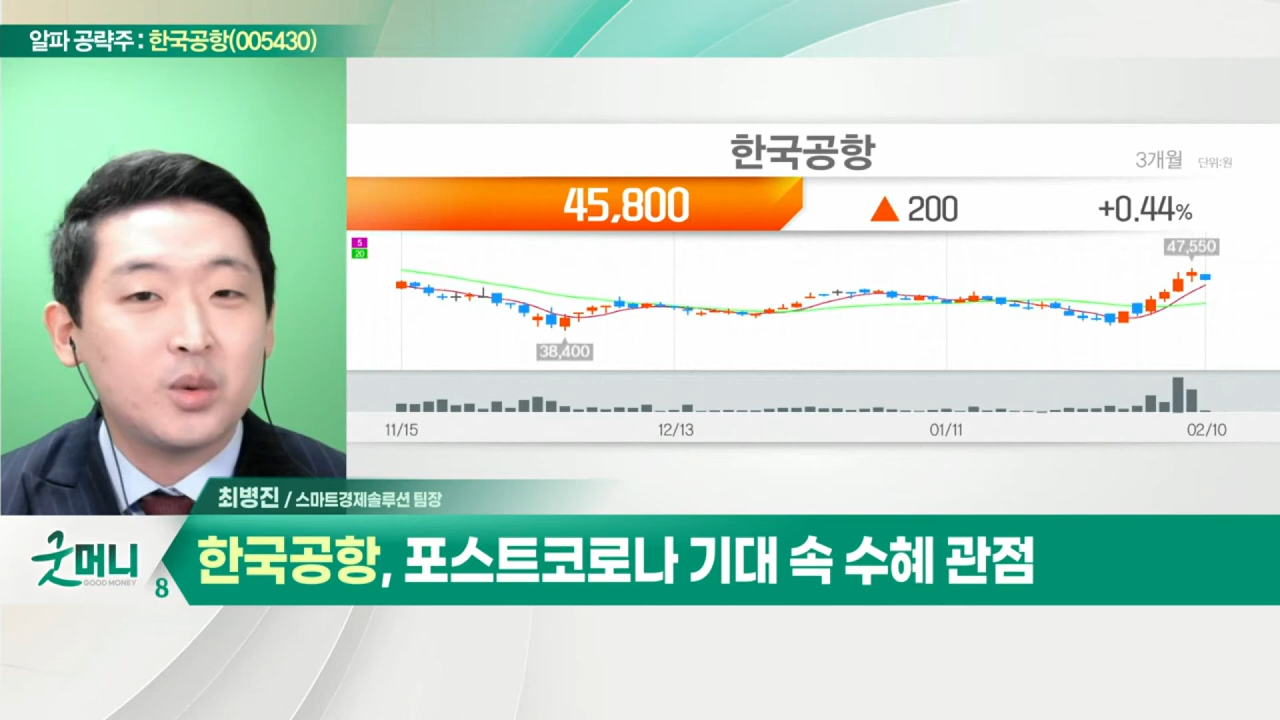 알파 공략주 : 한국공항(005430)
한국공항
3개월 단위:원
45,800 ▲ 200 +0.44%
5
20
47,550
38,400
11/15 12/13 01/11 02/10
최병진 / 스마트경제솔루션 팀장
굿머니
GOOD MONEY
8
한국공항, 포스트코로나 기대 속 수혜 관점